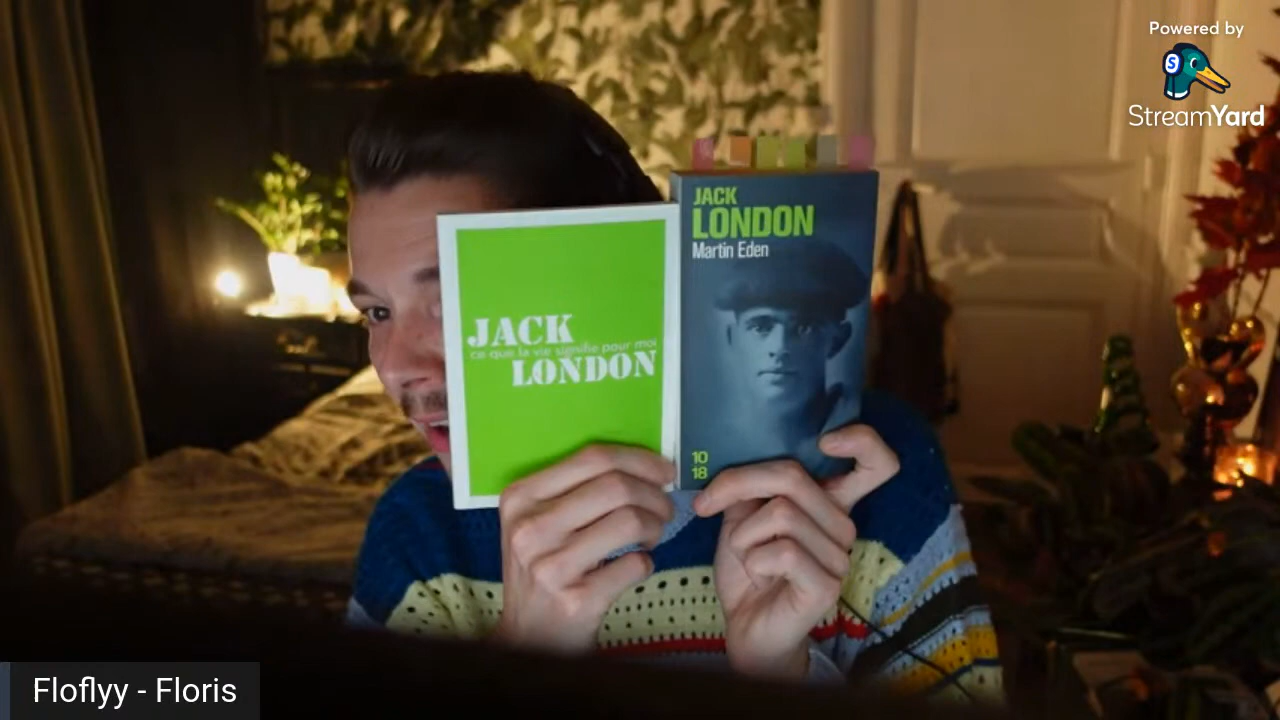 Powered by
StreamYard
JACK
ce que la vie signifie pour moi
LONDON
JACK
LONDON
Martin Eden
10
18
Floflyy - Floris